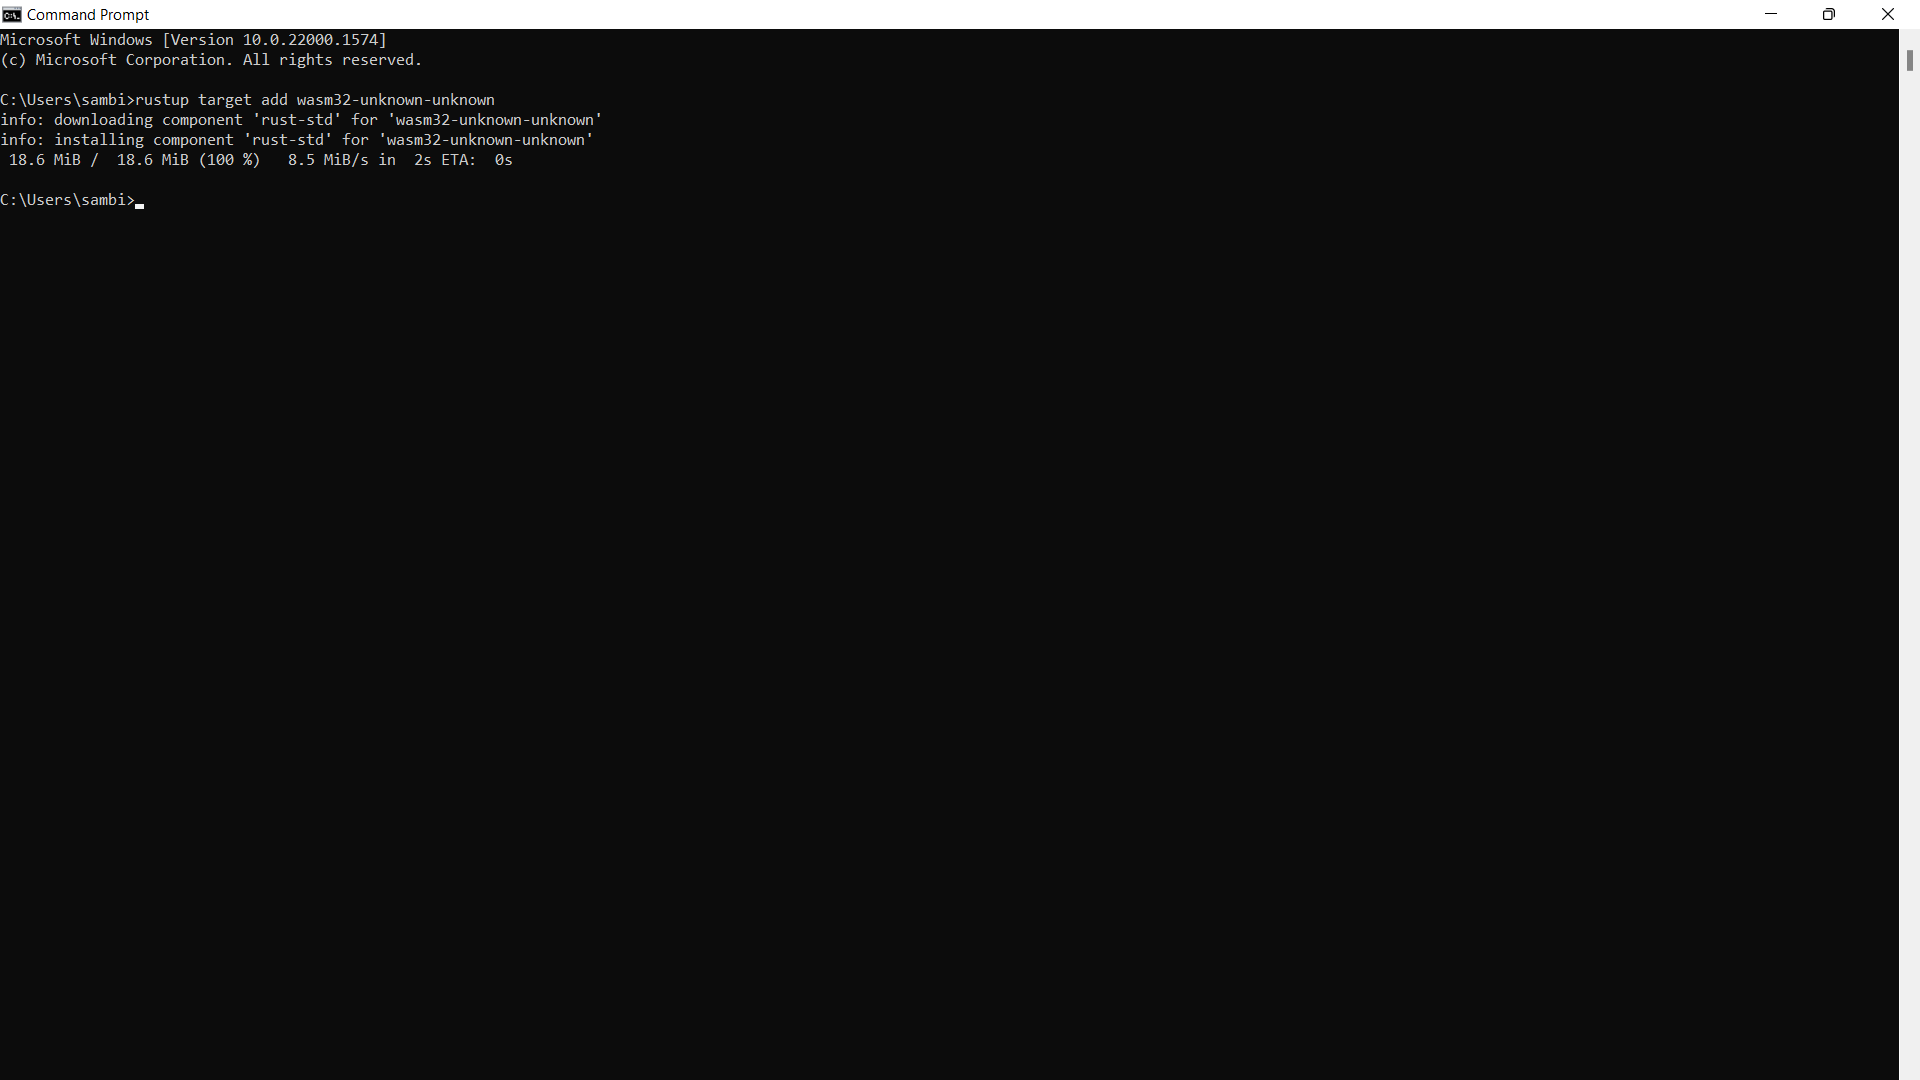 Command Prompt
Microsoft Windows [Version 10.0.22000.1574]
(c) Microsoft Corporation. All rights reserved.
C:\Users\sambi>rustup target add wasm32-unknown-unknown
info: downloading component 'rust-std' for 'wasm32-unknown-unknown'
info: installing component 'rust-std' for 'wasm32-unknown-unknown'
 18.6 MiB /  18.6 MiB (100 %)   8.5 MiB/s in  2s ETA:  0s
C:\Users\sambi>